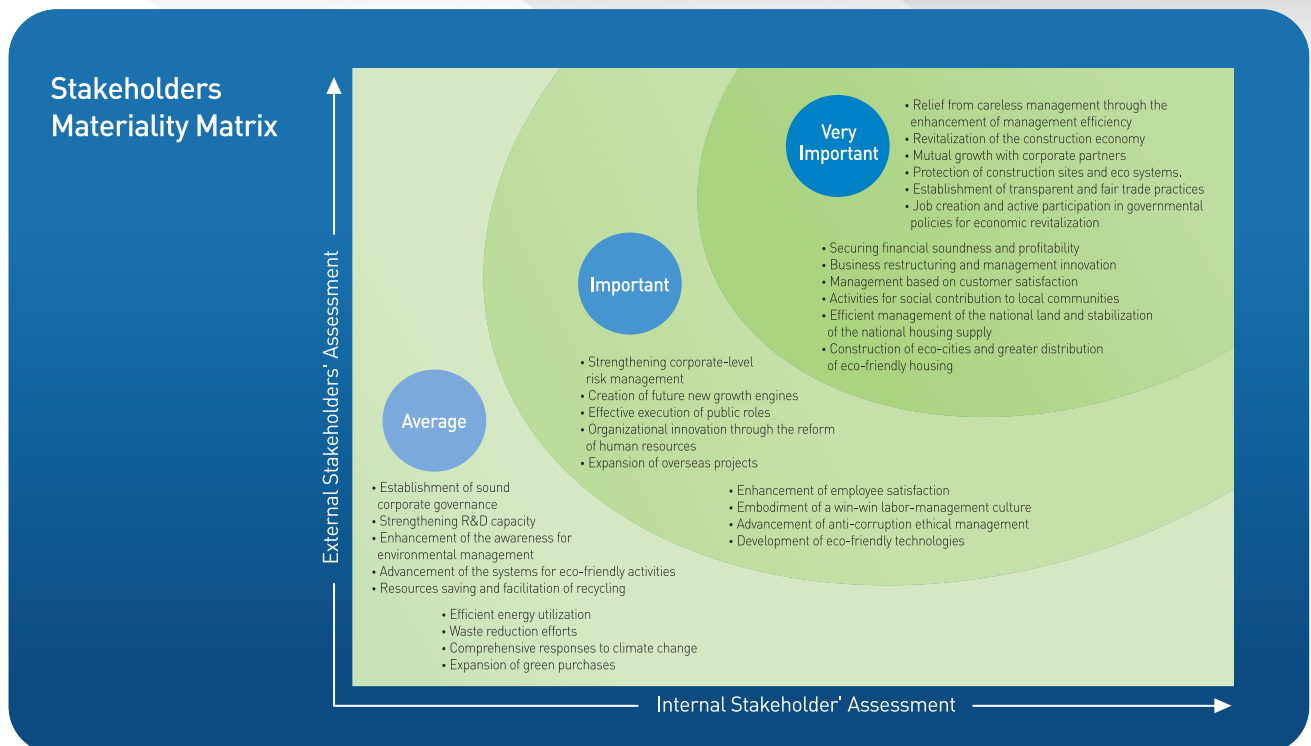 Stakeholders
Materiality Matrix
External Stakeholders' Assessment
Very
Important
• Relief from careless management through the
enhancement of management efficiency
• Revitalization of the construction economy
• Mutual growth with corporate partners
• Protection of construction sites and eco systems.
• Establishment of transparent and fair trade practices
• Job creation and active participation in governmental
policies for economic revitalization
• Securing financial soundness and profitability
• Business restructuring and management innovation
• Management based on customer satisfaction
• Activities for social contribution to local communities
• Efficient management of the national land and stabilization
of the national housing supply
• Construction of eco-cities and greater distribution
of eco-friendly housing
Important
• Strengthening corporate-level
risk management
• Creation of future new growth engines
• Effective execution of public roles
• Organizational innovation through the reform
of human resources
• Expansion of overseas projects
• Enhancement of employee satisfaction
• Embodiment of a win-win labor-management culture
• Advancement of anti-corruption ethical management
• Development of eco-friendly technologies
Average
• Establishment of sound
corporate governance
• Strengthening R&D capacity
• Enhancement of the awareness for
environmental management
• Advancement of the systems for eco-friendly activities
• Resources saving and facilitation of recycling
• Efficient energy utilization
• Waste reduction efforts
• Comprehensive responses to climate change
• Expansion of green purchases
Internal Stakeholder' Assessment